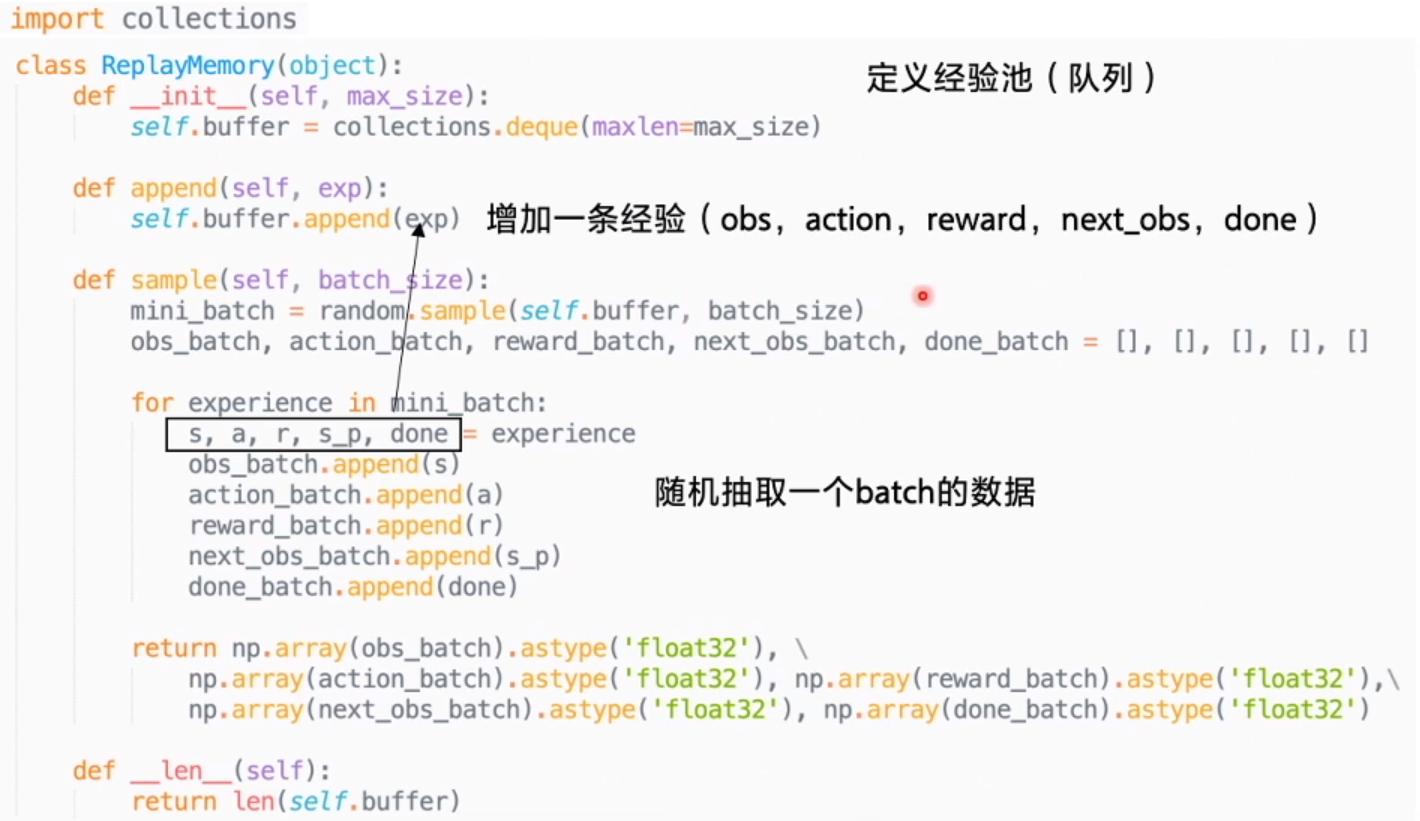 import collections
class ReplayMemory(object):
定义经验池（队列）
def __init__(self, max_size):
self.buffer = collections.deque(maxlen=max_size)
def append(self, exp):
self.buffer.append(exp)
增加一条经验（obs，action，reward，next_obs，done）
def sample(self, batch_size):
mini_batch = random.sample(self.buffer, batch_size)
obs_batch, action_batch, reward_batch, next_obs_batch, done_batch = [], [], [], [], []
for experience in mini_batch:
s, a, r, s_p, done = experience
obs_batch.append(s)
action_batch.append(a)
随机抽取一个batch的数据
reward_batch.append(r)
next_obs_batch.append(s_p)
done_batch.append(done)
return np.array(obs_batch).astype('float32'), \
np.array(action_batch).astype('float32'), np.array(reward_batch).astype('float32'),\
np.array(next_obs_batch).astype('float32'), np.array(done_batch).astype('float32')
def __len__(self):
return len(self.buffer)